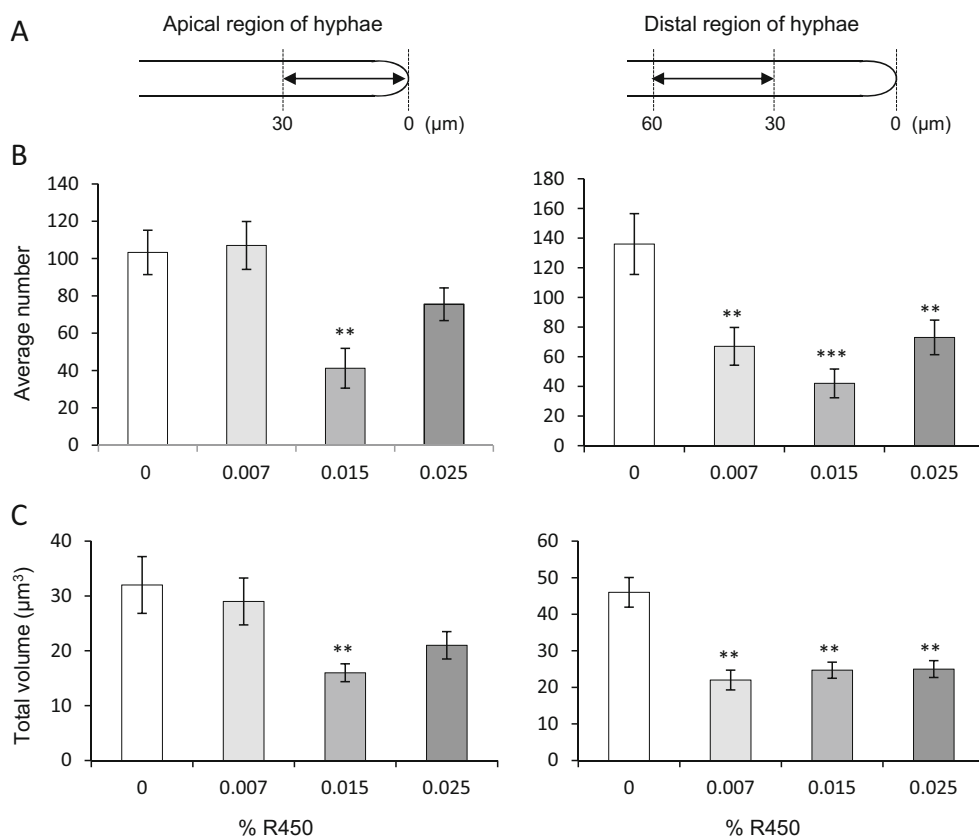 A
Apical region of hyphae
Distal region of hyphae
30 0 (μm)
60 30 0 (μm)
B
Average number
140
120
100
80
60
40
20
0
**
0 0.007 0.015 0.025
180
160
140
120
100
80
60
40
20
0
** *** **
0 0.007 0.015 0.025
C
Total volume (μm³)
40
30
20
10
0
**
0 0.007 0.015 0.025
% R450
60
50
40
30
20
10
0
** ** **
0 0.007 0.015 0.025
% R450